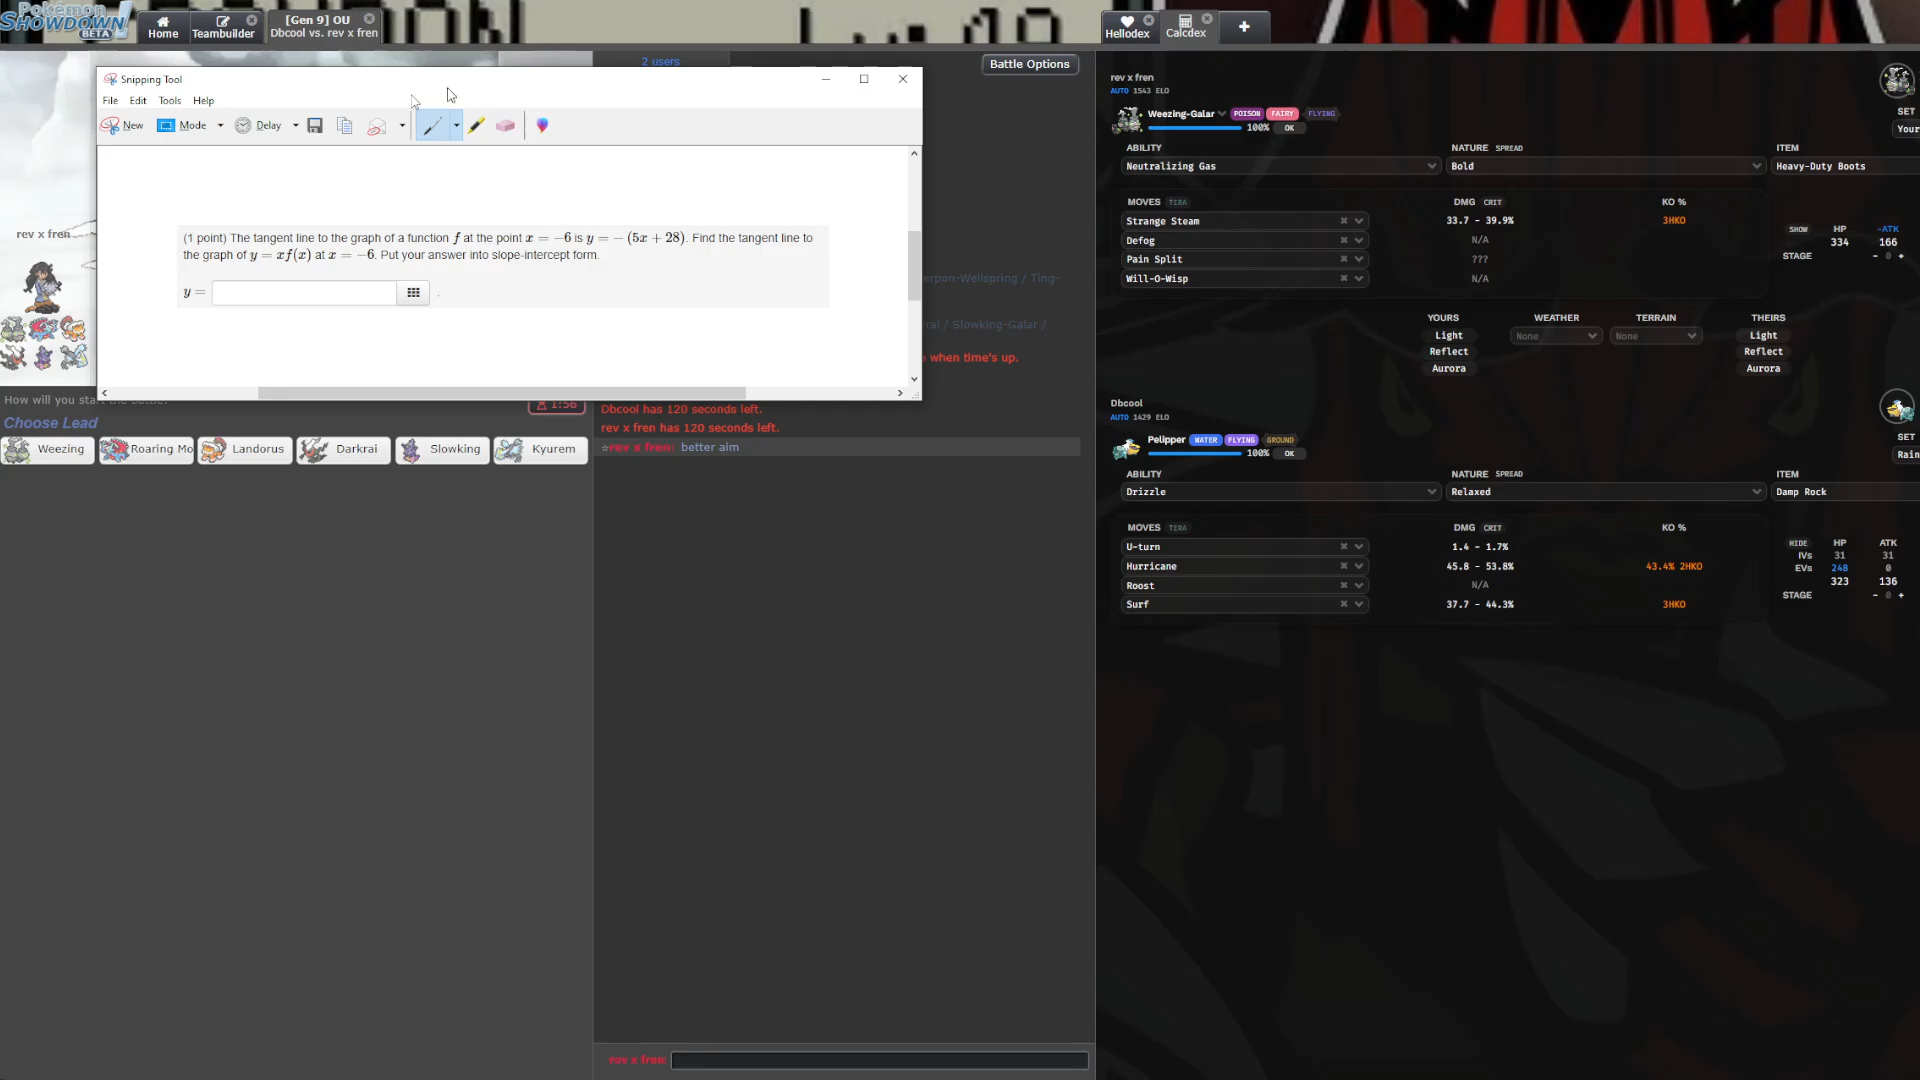 Pokémon
SHOWDOWN!
BETA
Home
Teambuilder
[Gen 9] OU
Dbcool vs. rev x fren
Hellodex
Calcdex
2 users
Battle Options
Snipping Tool
File Edit Tools Help
New Mode Delay
(1 point) The tangent line to the graph of a function f at the point x = −6 is y = − (5x + 28). Find the tangent line to
the graph of y = xf(x) at x = −6. Put your answer into slope-intercept form.
y = .
rev x fren
erpon-Wellspring / Ting-
rai / Slowking-Galar /
when time's up.
How will you start the battle?
1:56
Choose Lead
Weezing Roaring Mo Landorus Darkrai Slowking Kyurem
Dbcool has 120 seconds left.
rev x fren has 120 seconds left.
☆rev x fren: better aim
rev x fren:
rev x fren
AUTO 1543 ELO
Weezing-Galar POISON FAIRY FLYING
100% OK
SET
Your
ABILITY NATURE SPREAD ITEM
Neutralizing Gas Bold Heavy-Duty Boots
MOVES TERA DMG CRIT KO %
Strange Steam 33.7 - 39.9% 3HKO
Defog N/A
Pain Split ???
Will-O-Wisp N/A
SHOW HP -ATK
334 166
STAGE - 0 +
YOURS WEATHER TERRAIN THEIRS
Light None None Light
Reflect Reflect
Aurora Aurora
Dbcool
AUTO 1429 ELO
Pelipper WATER FLYING GROUND
100% OK
SET
Rain
ABILITY NATURE SPREAD ITEM
Drizzle Relaxed Damp Rock
MOVES TERA DMG CRIT KO %
U-turn 1.4 - 1.7%
Hurricane 45.8 - 53.8% 43.4% 2HKO
Roost N/A
Surf 37.7 - 44.3% 3HKO
HIDE HP ATK
IVs 31 31
EVs 248 0
323 136
STAGE - 0 +